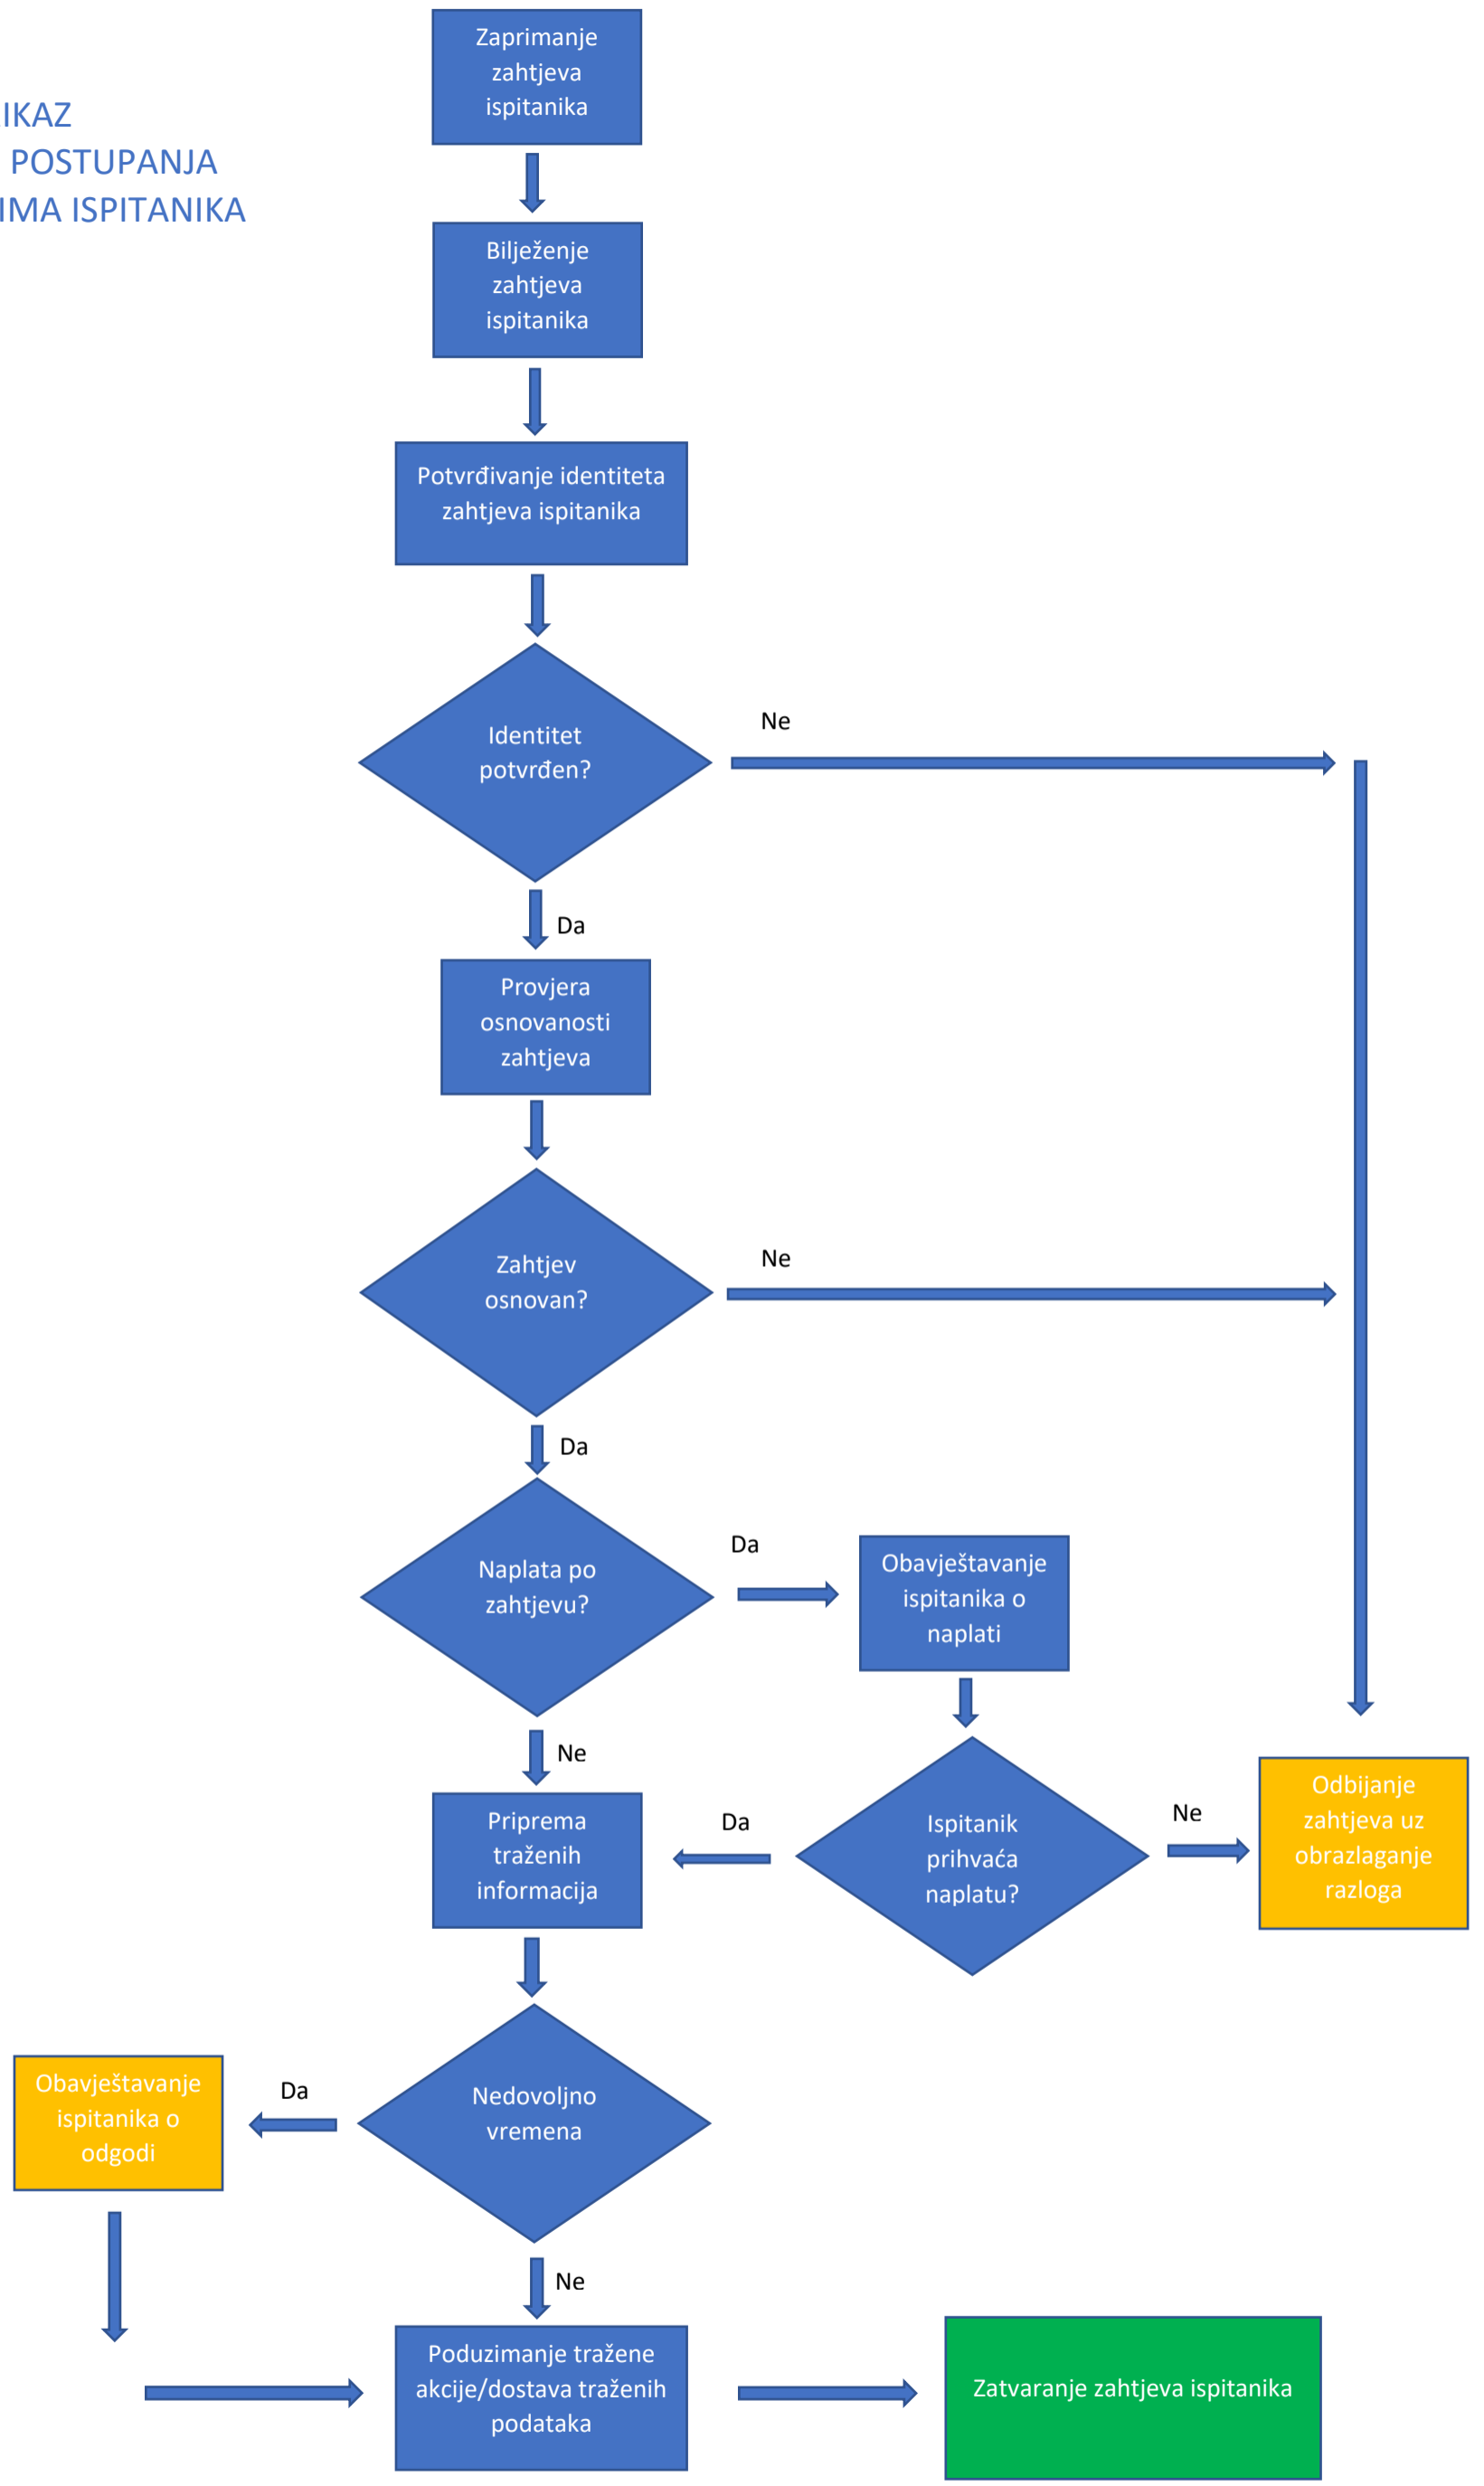 Zaprimanje
zahtjeva
ispitanika
IKAZ
POSTUPANJA
IMA ISPITANIKA
Bilježenje
zahtjeva
ispitanika
Potvrđivanje identiteta
zahtjeva ispitanika
Identitet
potvrđen?
Ne
Da
Provjera
osnovanosti
zahtjeva
Zahtjev
osnovan?
Ne
Da
Naplata po
zahtjevu?
Da
Obavještavanje
ispitanika o
naplati
Ne
Priprema
traženih
informacija
Da
Ispitanik
prihvaća
naplatu?
Ne
Odbijanje
zahtjeva uz
obrazlaganje
razloga
Obavještavanje
ispitanika o
odgodi
Da
Nedovoljno
vremena
Ne
Poduzimanje tražene
akcije/dostava traženih
podataka
Zatvaranje zahtjeva ispitanika